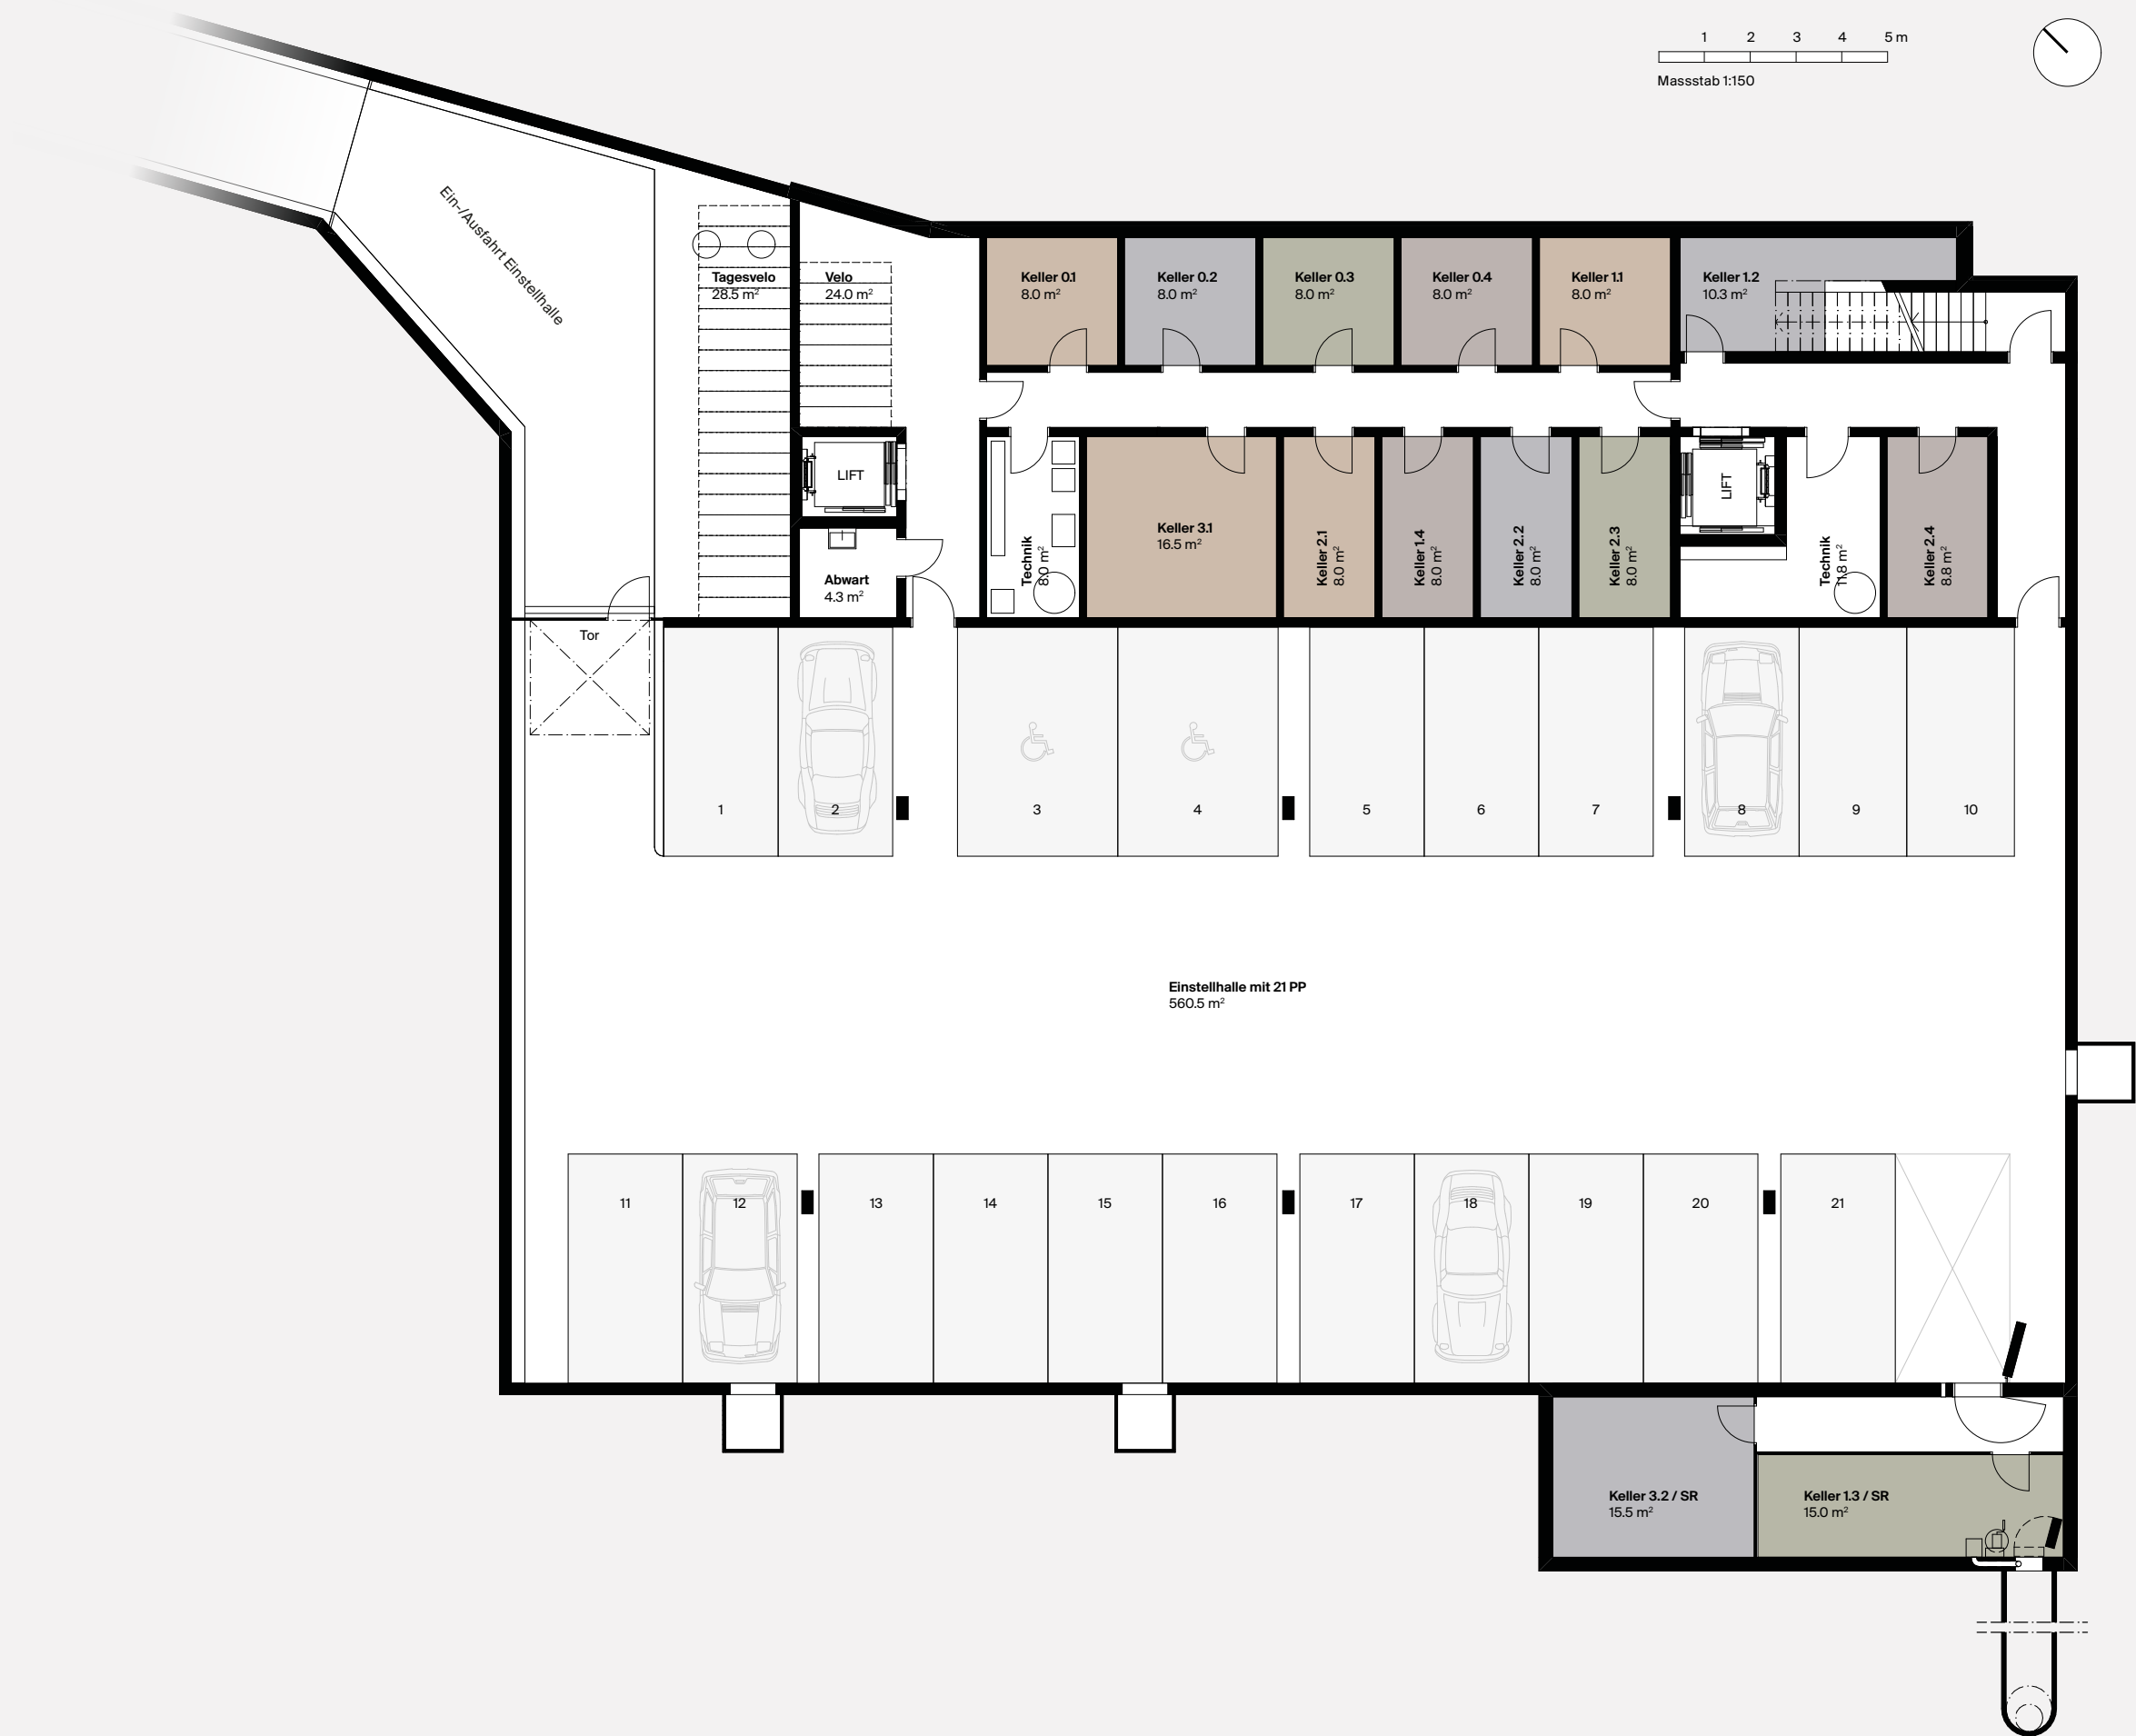 1 2 3 4 5 m
Massstab 1:150
Ein-/Ausfahrt Einstellhalle
Tagesvelo
28.5 m²
Velo
24.0 m²
Keller 0.1
8.0 m²
Keller 0.2
8.0 m²
Keller 0.3
8.0 m²
Keller 0.4
8.0 m²
Keller 1.1
8.0 m²
Keller 1.2
10.3 m²
LIFT
Abwart
4.3 m²
Technik
8.0 m²
Keller 3.1
16.5 m²
Keller 2.1
8.0 m²
Keller 1.4
8.0 m²
Keller 2.2
8.0 m²
Keller 2.3
8.0 m²
LIFT
Technik
11.8 m²
Keller 2.4
8.8 m²
Tor
1 2 3 4 5 6 7 8 9 10
Einstellhalle mit 21 PP
560.5 m²
11 12 13 14 15 16 17 18 19 20 21
Keller 3.2 / SR
15.5 m²
Keller 1.3 / SR
15.0 m²